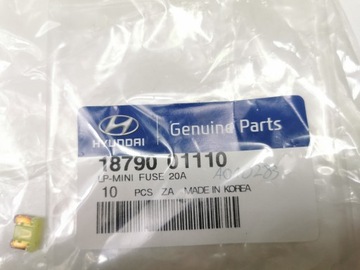 HYUNDAI
Genuine Parts
18790 01110
LP-MINI FUSE 20A
10 PCS ZA MADE IN KOREA